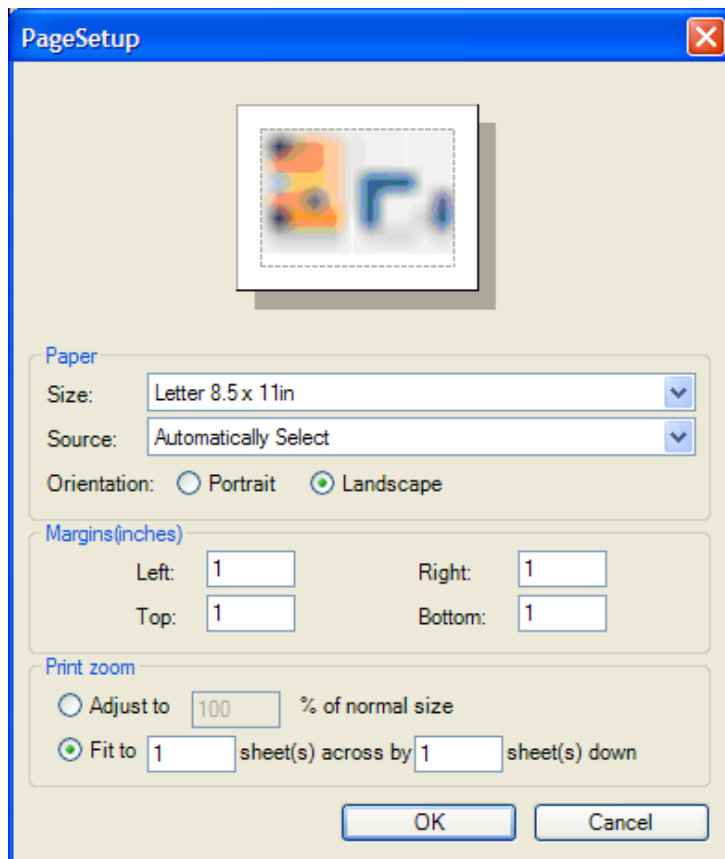 PageSetup
Paper
Size: Letter 8.5 x 11in
Source: Automatically Select
Orientation: Portrait Landscape
Margins(inches)
Left: 1 Right: 1
Top: 1 Bottom: 1
Print zoom
Adjust to 100 % of normal size
Fit to 1 sheet(s) across by 1 sheet(s) down
OK Cancel